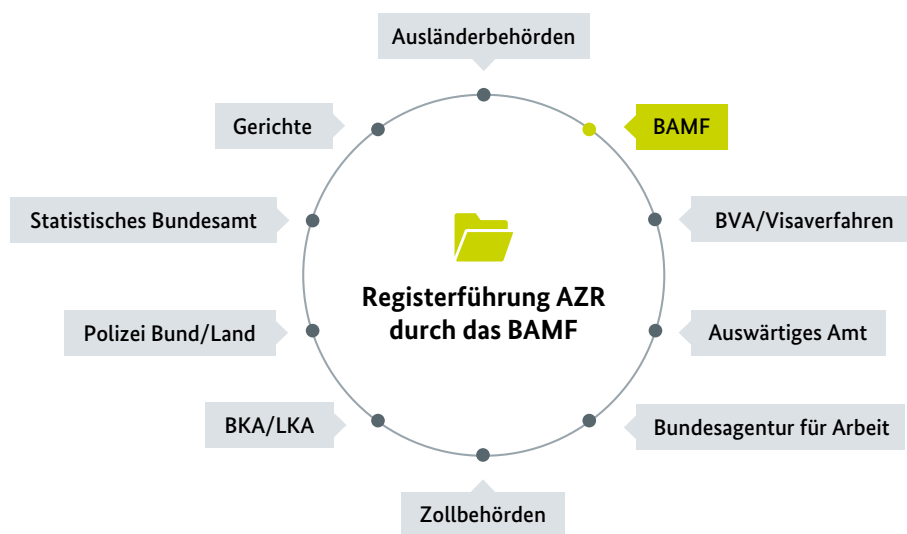 Ausländerbehörden
Gerichte
BAMF
Statistisches Bundesamt
BVA/Visaverfahren
Registerführung AZR
durch das BAMF
Polizei Bund/Land
Auswärtiges Amt
BKA/LKA
Bundesagentur für Arbeit
Zollbehörden